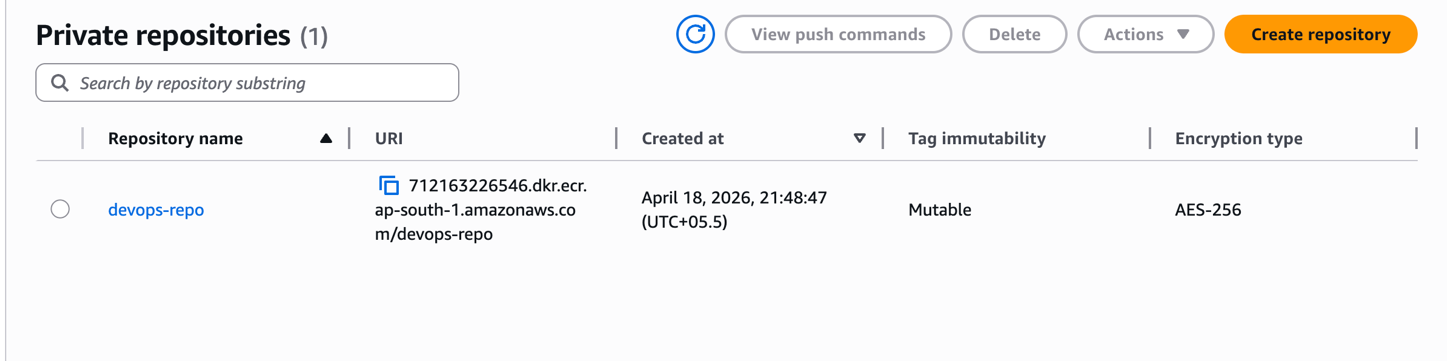 Private repositories (1)
View push commands
Delete
Actions
Create repository
Search by repository substring
Repository name
URI
Created at
Tag immutability
Encryption type
devops-repo
712163226546.dkr.ecr.
ap-south-1.amazonaws.co
m/devops-repo
April 18, 2026, 21:48:47
(UTC+05.5)
Mutable
AES-256